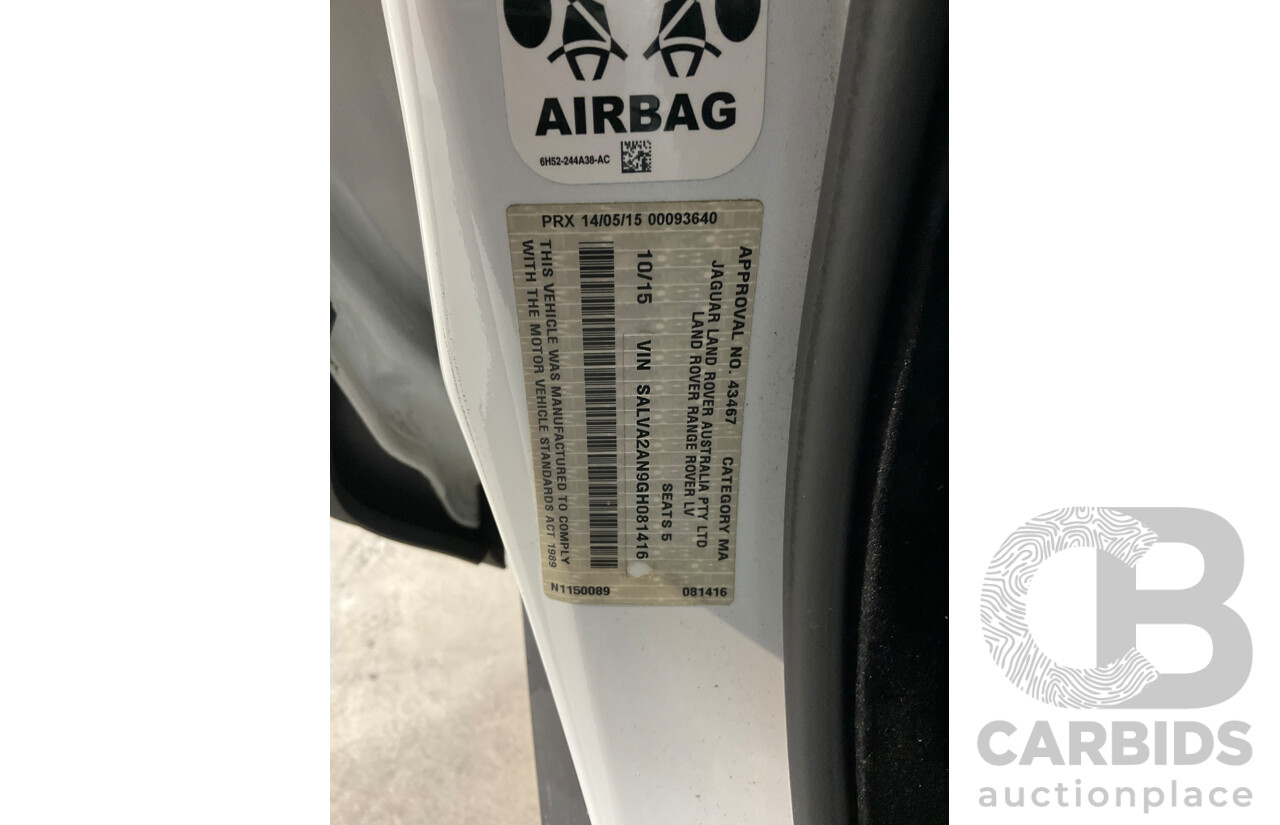 AIRBAG
6H52-244A38-AC
PRX 14/05/15 00093640
APPROVAL NO. 43467 CATEGORY MA
JAGUAR LAND ROVER AUSTRALIA PTY LTD
LAND ROVER RANGE ROVER LV
SEATS 5
10/15 VIN SALVA2AN9GH081416
THIS VEHICLE WAS MANUFACTURED TO COMPLY
WITH THE MOTOR VEHICLE STANDARDS ACT 1989
N1150089 081416
CB
CARBIDS
auctionplace